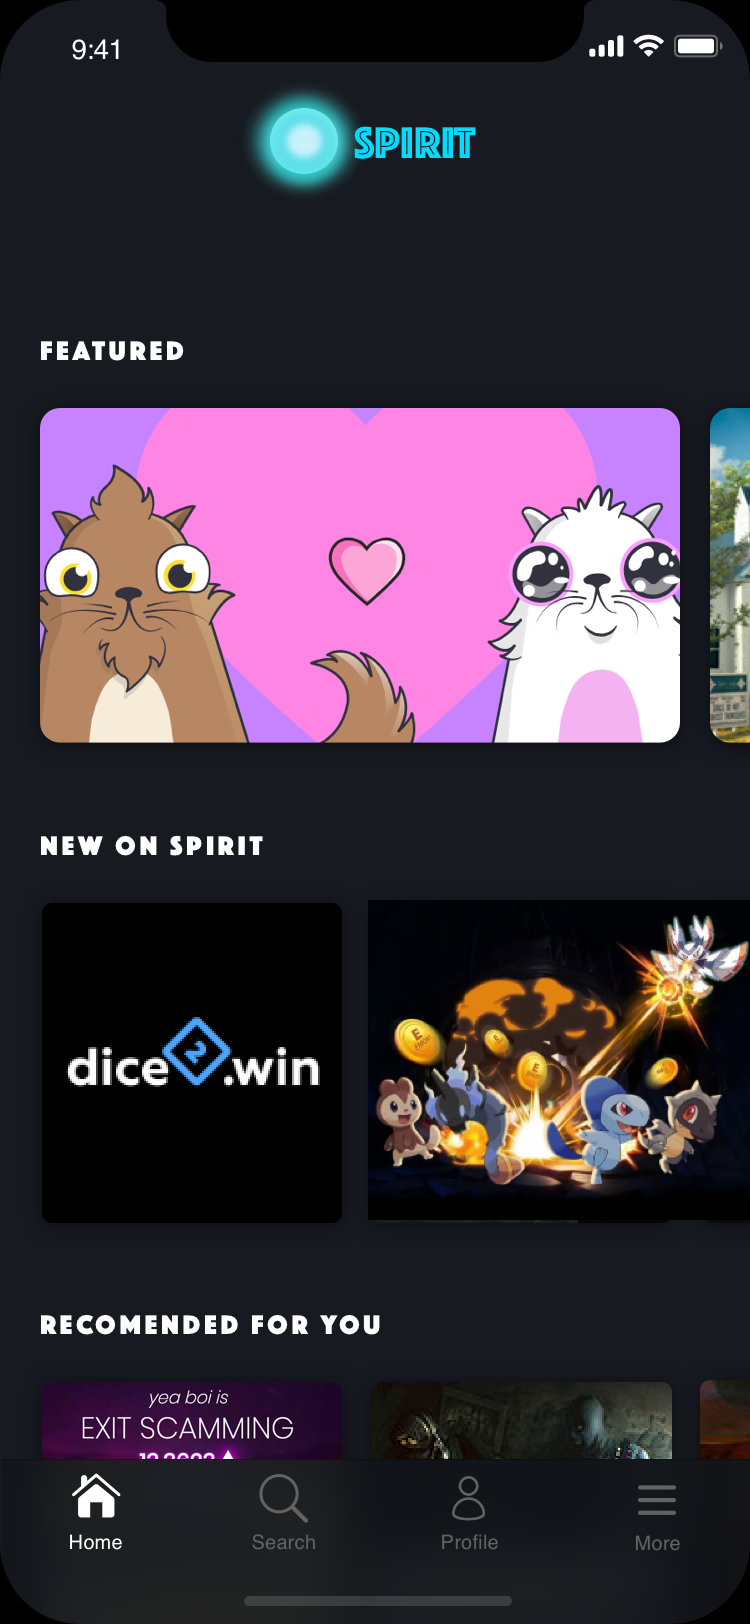 9:41
SPIRIT
FEATURED
NEW ON SPIRIT
dice2.win
E
E
RECOMENDED FOR YOU
yea boi is
EXIT SCAMMING
Home
Search
Profile
More